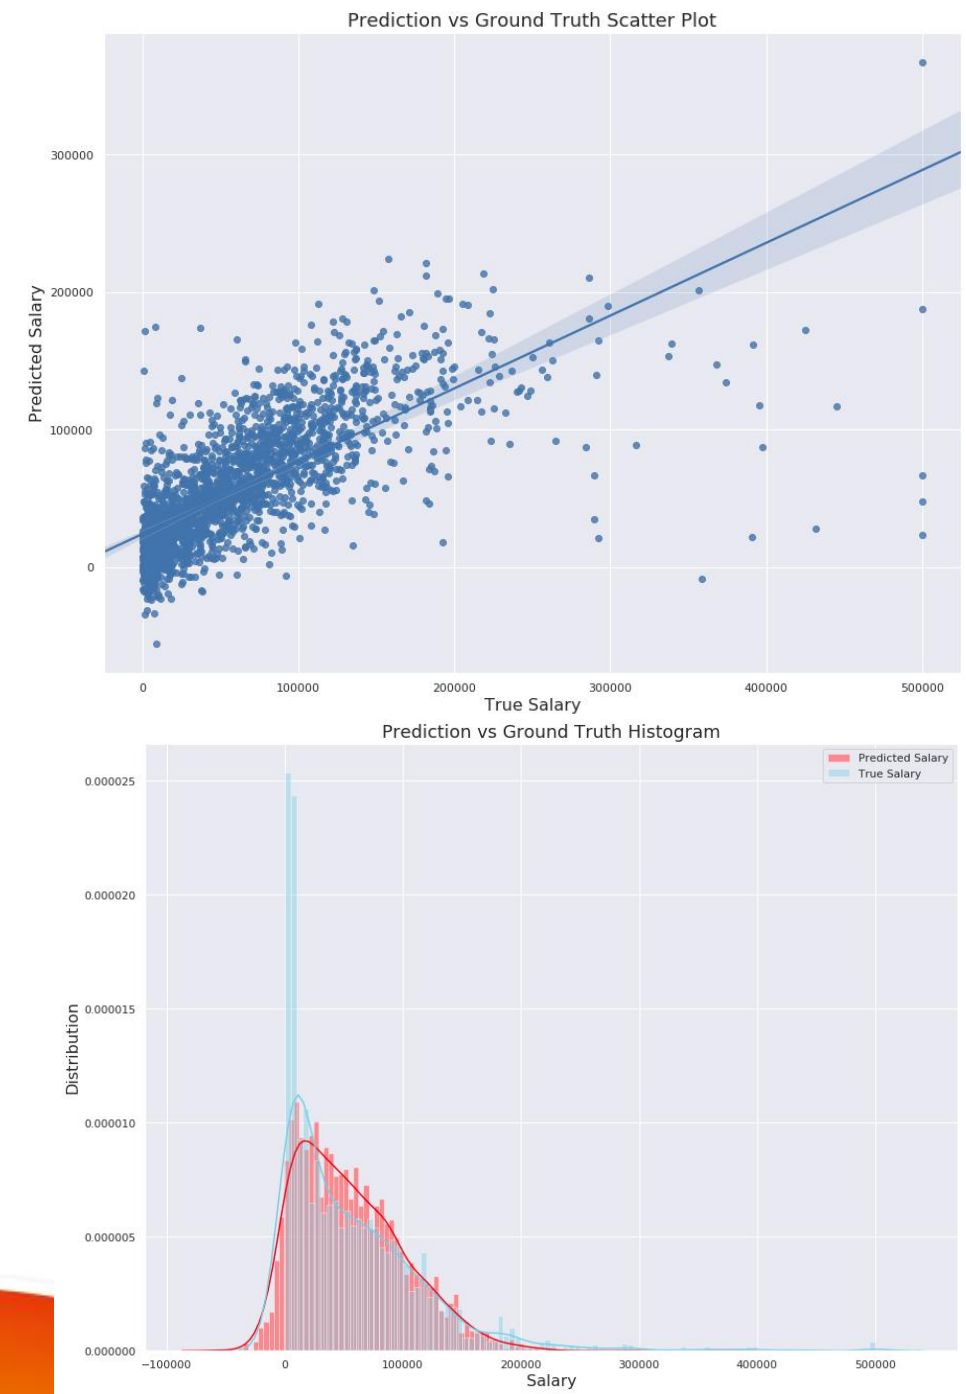 Prediction vs Ground Truth Scatter Plot
300000
200000
100000
0
Predicted Salary
0 100000 200000 300000 400000 500000
True Salary
Prediction vs Ground Truth Histogram
Predicted Salary
True Salary
0.000025
0.000020
0.000015
0.000010
0.000005
0.000000
Distribution
−100000 0 100000 200000 300000 400000 500000
Salary